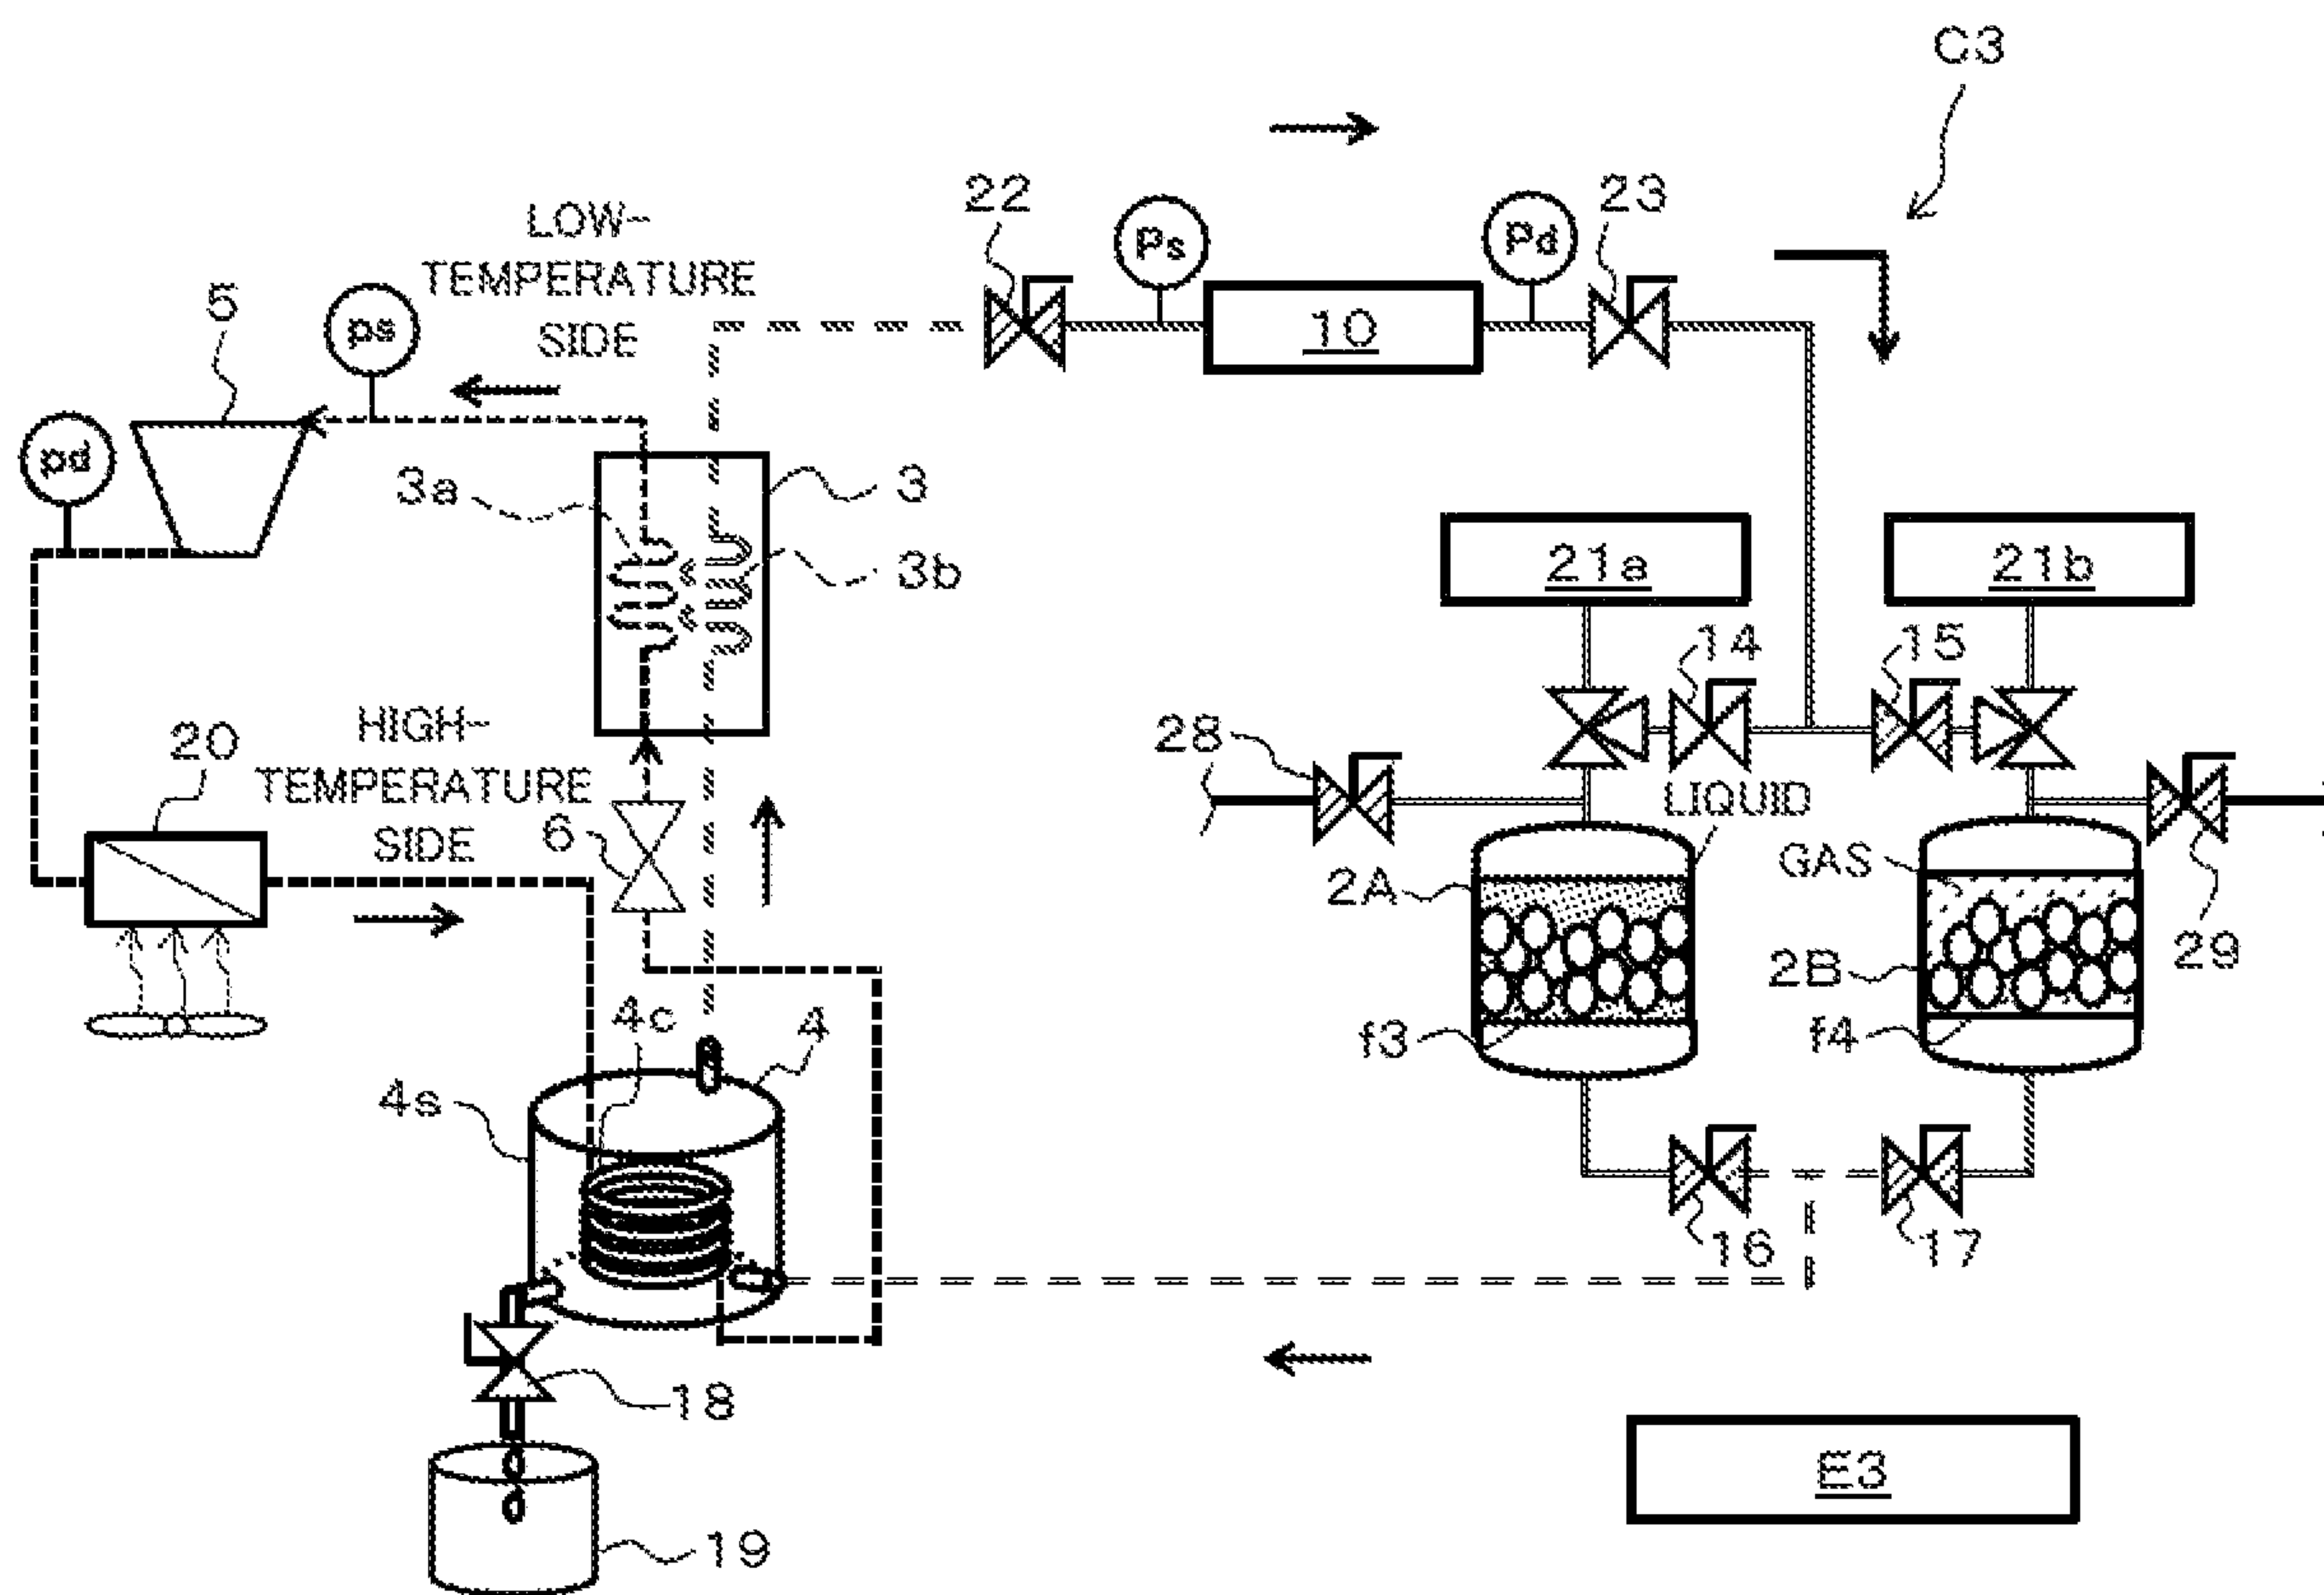 C3
22
23
LOW-
TEMPERATURE
SIDE
Ps
Pd
5
ps
10
pd
3a
3
3b
21a
21b
14
15
28
20
HIGH-
TEMPERATURE
SIDE
6
LIQUID
GAS
2A
2B
29
f3
f4
4c
4
4s
16
17
18
E3
19